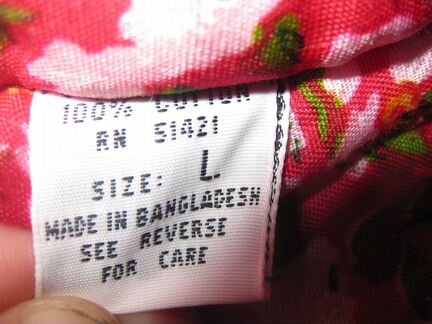 100% COTTON
RN 51421
SIZE: L
MADE IN BANGLADESH
SEE REVERSE
FOR CARE